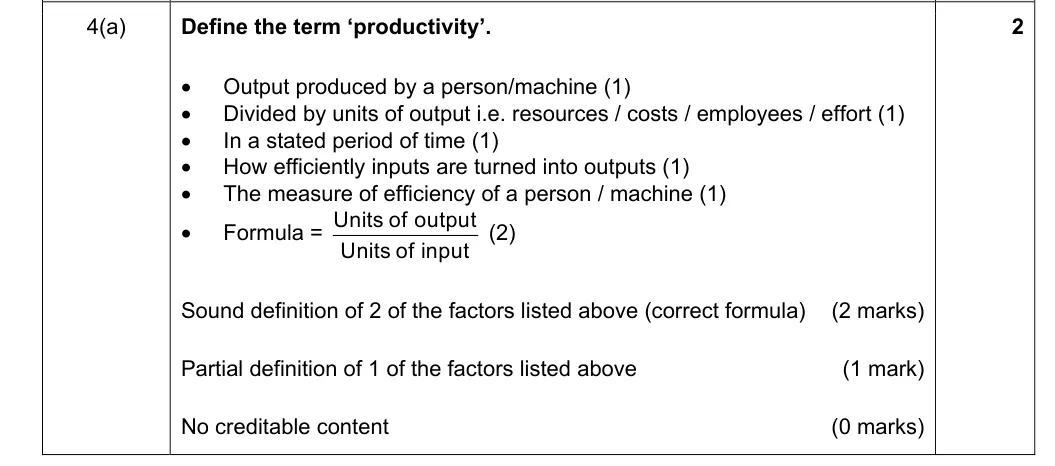 4(a) Define the term ‘productivity’. 2
• Output produced by a person/machine (1)
• Divided by units of output i.e. resources / costs / employees / effort (1)
• In a stated period of time (1)
• How efficiently inputs are turned into outputs (1)
• The measure of efficiency of a person / machine (1)
• Formula = Units of output / Units of input (2)
Sound definition of 2 of the factors listed above (correct formula) (2 marks)
Partial definition of 1 of the factors listed above (1 mark)
No creditable content (0 marks)